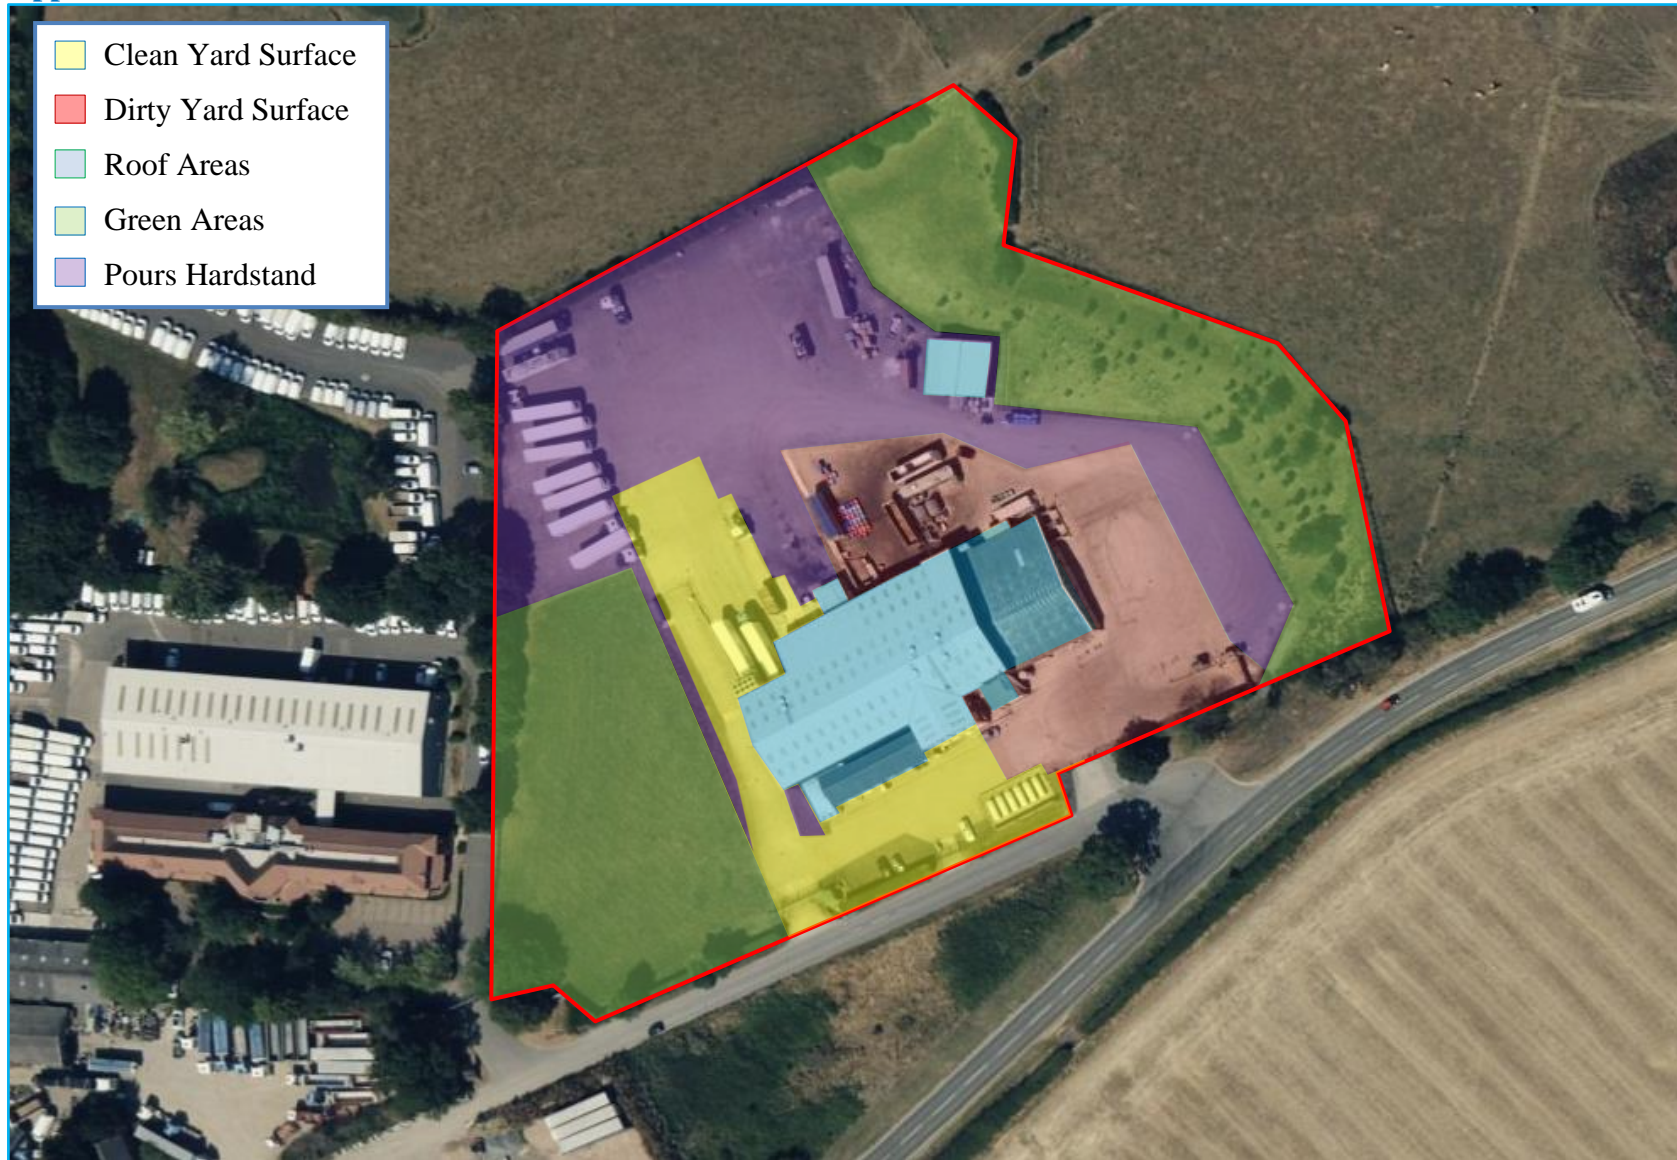 Clean Yard Surface
Dirty Yard Surface
Roof Areas
Green Areas
Pours Hardstand